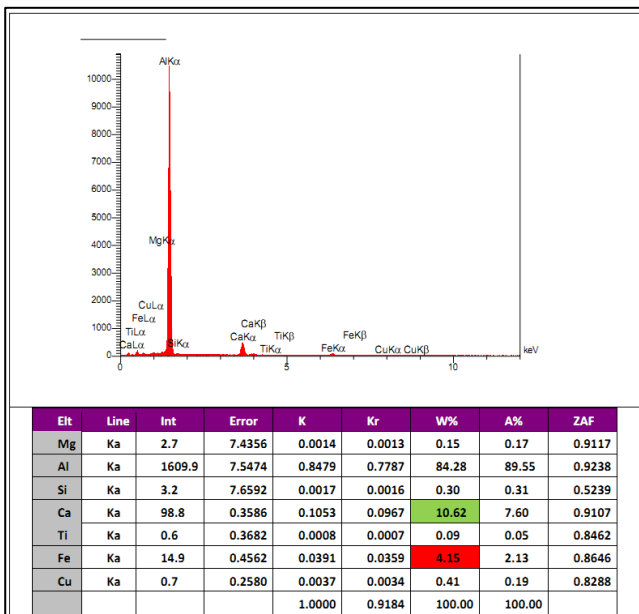 AlKα
10000
9000
8000
7000
6000
5000
MgKα
4000
3000
2000
CuLα
FeLα
CaKβ
FeKβ
1000
TiLα
CaKα
TiKβ
CaLα
SiKα
TiKα
FeKα
CuKα CuKβ
0
keV
0 5 10
Elt Line Int Error K Kr W% A% ZAF
Mg Ka 2.7 7.4356 0.0014 0.0013 0.15 0.17 0.9117
Al Ka 1609.9 7.5474 0.8479 0.7787 84.28 89.55 0.9238
Si Ka 3.2 7.6592 0.0017 0.0016 0.30 0.31 0.5239
Ca Ka 98.8 0.3586 0.1053 0.0967 10.62 7.60 0.9107
Ti Ka 0.6 0.3682 0.0008 0.0007 0.09 0.05 0.8462
Fe Ka 14.9 0.4562 0.0391 0.0359 4.15 2.13 0.8646
Cu Ka 0.7 0.2580 0.0037 0.0034 0.41 0.19 0.8288
1.0000 0.9184 100.00 100.00